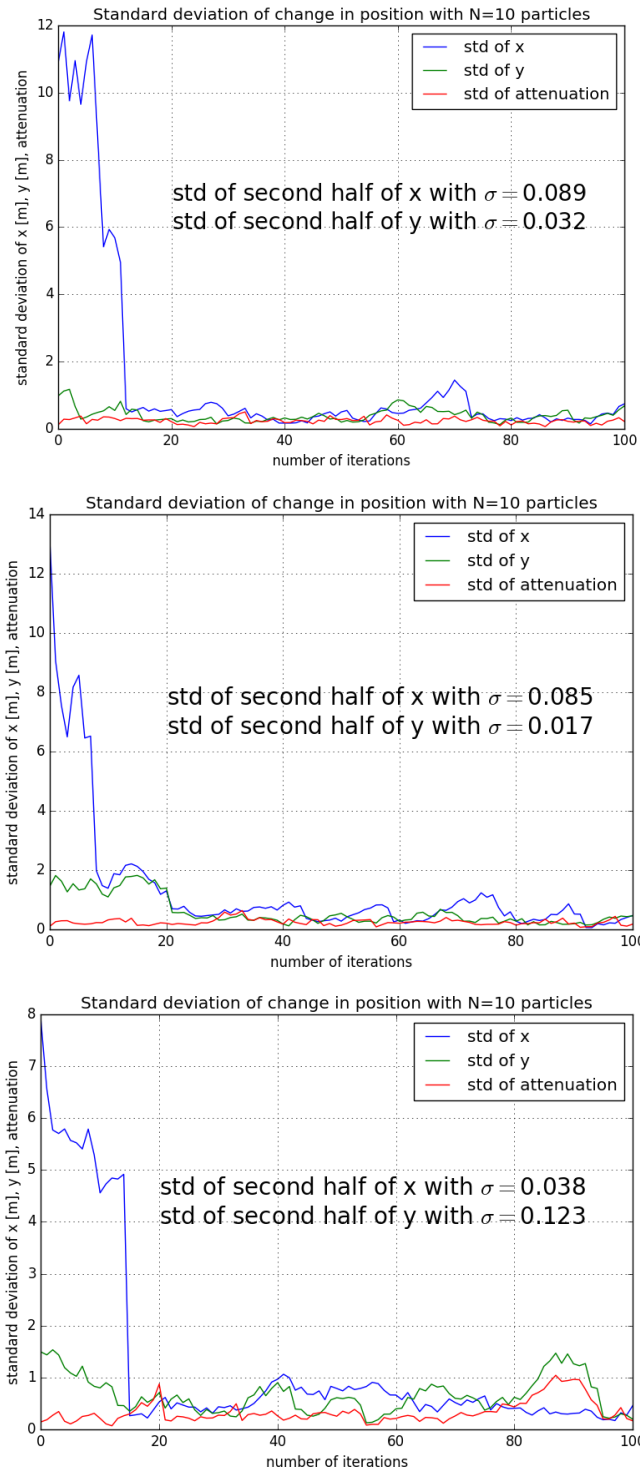 Standard deviation of change in position with N=10 particles
12
10
8
6
4
2
0
standard deviation of x [m], y [m], attenuation
std of x
std of y
std of attenuation
std of second half of x with σ = 0.089
std of second half of y with σ = 0.032
0 20 40 60 80 100
number of iterations
Standard deviation of change in position with N=10 particles
14
12
10
8
6
4
2
0
standard deviation of x [m], y [m], attenuation
std of x
std of y
std of attenuation
std of second half of x with σ = 0.085
std of second half of y with σ = 0.017
0 20 40 60 80 100
number of iterations
Standard deviation of change in position with N=10 particles
8
7
6
5
4
3
2
1
0
standard deviation of x [m], y [m], attenuation
std of x
std of y
std of attenuation
std of second half of x with σ = 0.038
std of second half of y with σ = 0.123
0 20 40 60 80 100
number of iterations